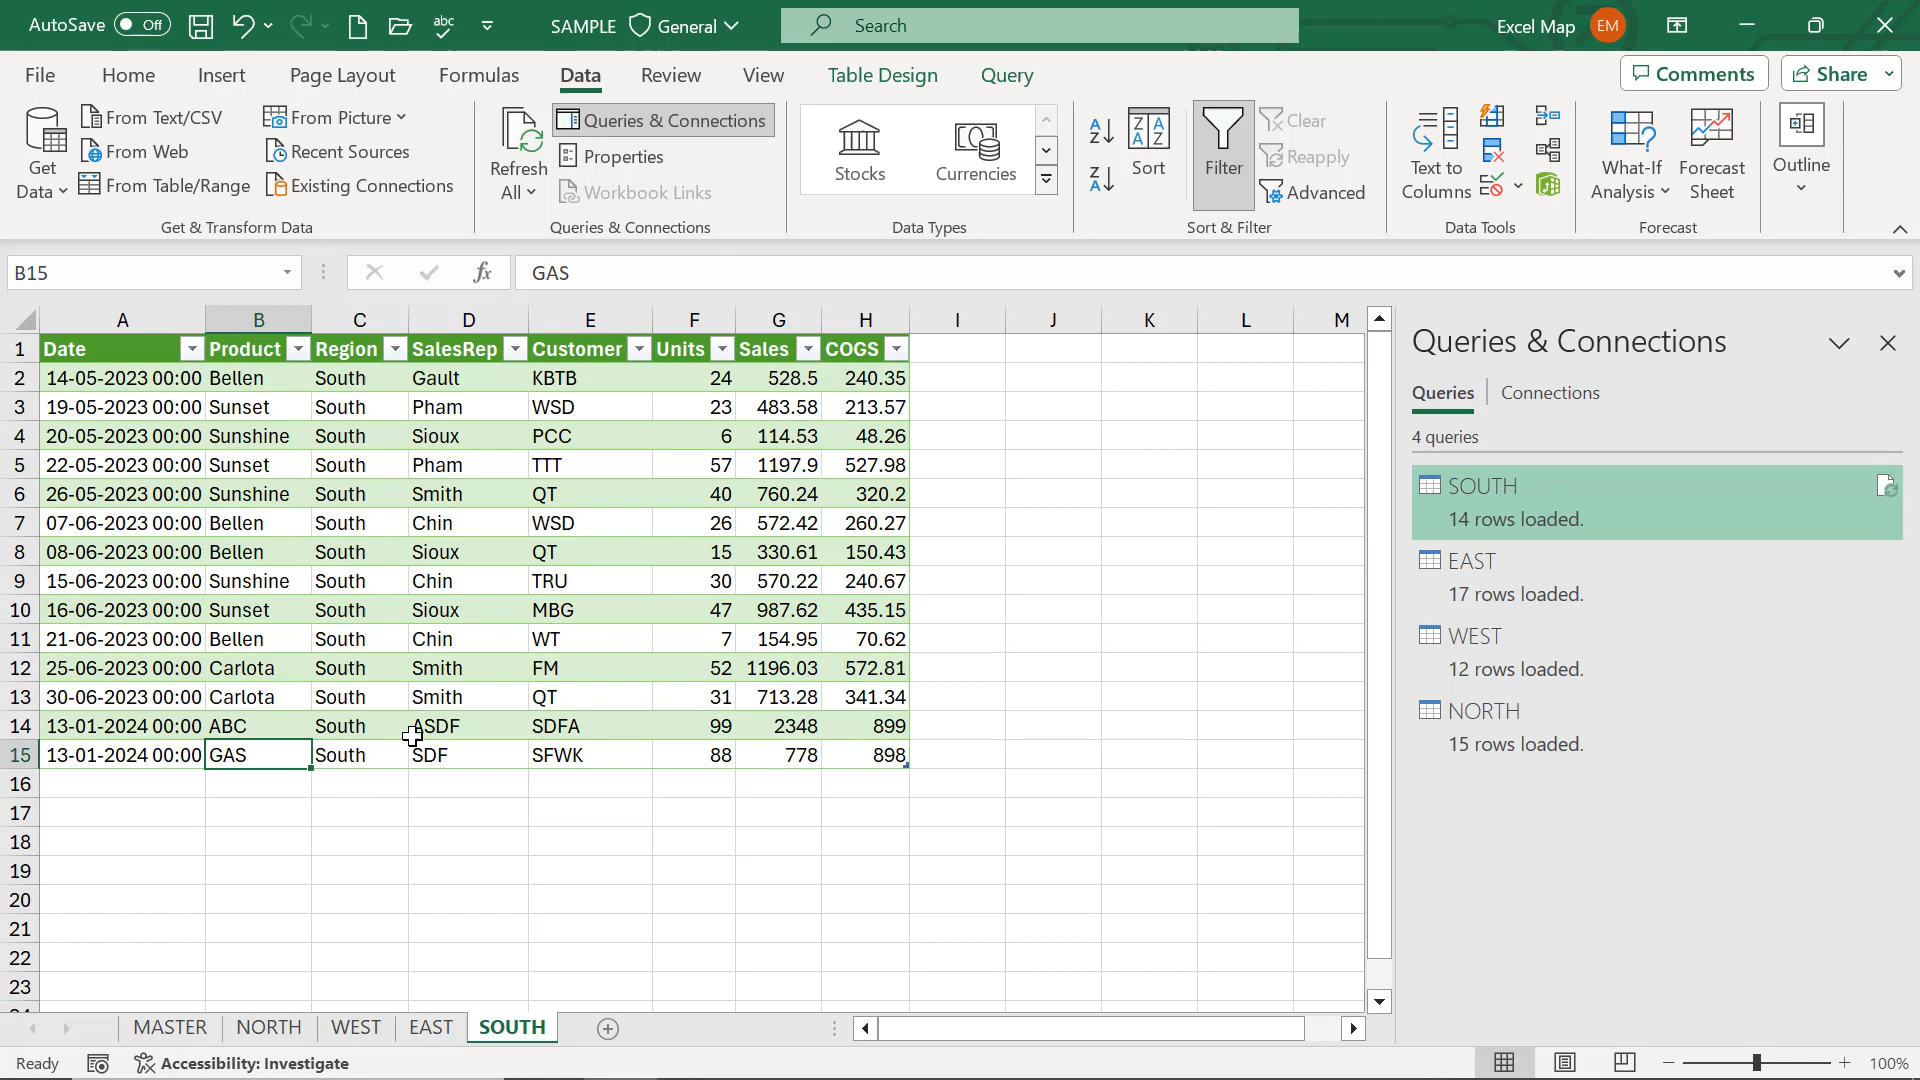 AutoSave Off SAMPLE General Search Excel Map EM
File Home Insert Page Layout Formulas Data Review View Table Design Query Comments Share
Get Data
From Text/CSV
From Web
From Table/Range
From Picture
Recent Sources
Existing Connections
Get & Transform Data
Refresh All
Queries & Connections
Properties
Workbook Links
Queries & Connections
Stocks
Currencies
Data Types
Sort
Filter
Clear
Reapply
Advanced
Sort & Filter
Text to Columns
Data Tools
What-If Analysis
Forecast Sheet
Forecast
Outline
B15 fx GAS
A B C D E F G H I J K L M
1 Date Product Region SalesRep Customer Units Sales COGS
2 14-05-2023 00:00 Bellen South Gault KBTB 24 528.5 240.35
3 19-05-2023 00:00 Sunset South Pham WSD 23 483.58 213.57
4 20-05-2023 00:00 Sunshine South Sioux PCC 6 114.53 48.26
5 22-05-2023 00:00 Sunset South Pham TTT 57 1197.9 527.98
6 26-05-2023 00:00 Sunshine South Smith QT 40 760.24 320.2
7 07-06-2023 00:00 Bellen South Chin WSD 26 572.42 260.27
8 08-06-2023 00:00 Bellen South Sioux QT 15 330.61 150.43
9 15-06-2023 00:00 Sunshine South Chin TRU 30 570.22 240.67
10 16-06-2023 00:00 Sunset South Sioux MBG 47 987.62 435.15
11 21-06-2023 00:00 Bellen South Chin WT 7 154.95 70.62
12 25-06-2023 00:00 Carlota South Smith FM 52 1196.03 572.81
13 30-06-2023 00:00 Carlota South Smith QT 31 713.28 341.34
14 13-01-2024 00:00 ABC South ASDF SDFA 99 2348 899
15 13-01-2024 00:00 GAS South SDF SFWK 88 778 898
16
17
18
19
20
21
22
23
Queries & Connections
Queries Connections
4 queries
SOUTH
14 rows loaded.
EAST
17 rows loaded.
WEST
12 rows loaded.
NORTH
15 rows loaded.
MASTER NORTH WEST EAST SOUTH
Ready Accessibility: Investigate 100%